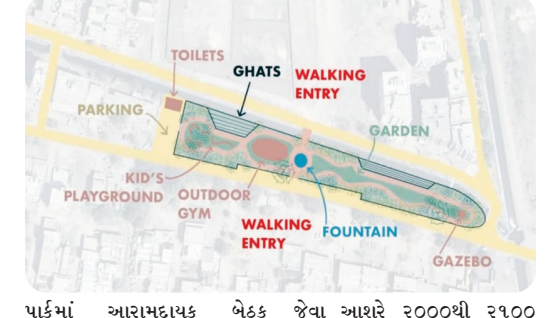 TOILETS
GHATS
WALKING
ENTRY
PARKING
GARDEN
KID'S
PLAYGROUND
OUTDOOR
GYM
WALKING
ENTRY
FOUNTAIN
GAZEBO
પાર્કમાં આરામદાયક બેઠક જેવા આશરે ૨૦૦૦થી ૨૧૦૦